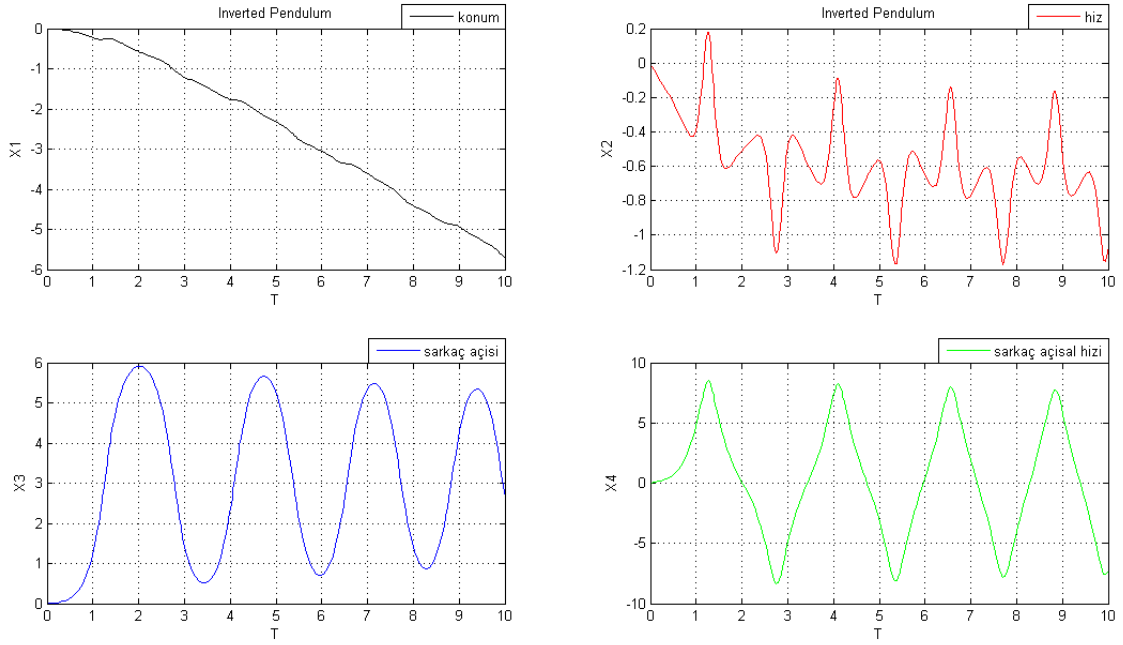 Inverted Pendulum
konum
0
-1
-2
-3
-4
-5
-6
X1
0 1 2 3 4 5 6 7 8 9 10
T
Inverted Pendulum
hiz
0.2
0
-0.2
-0.4
-0.6
-0.8
-1
-1.2
X2
0 1 2 3 4 5 6 7 8 9 10
T
sarkaç açisi
6
5
4
3
2
1
0
X3
0 1 2 3 4 5 6 7 8 9 10
T
sarkaç açisal hizi
10
5
0
-5
-10
X4
0 1 2 3 4 5 6 7 8 9 10
T